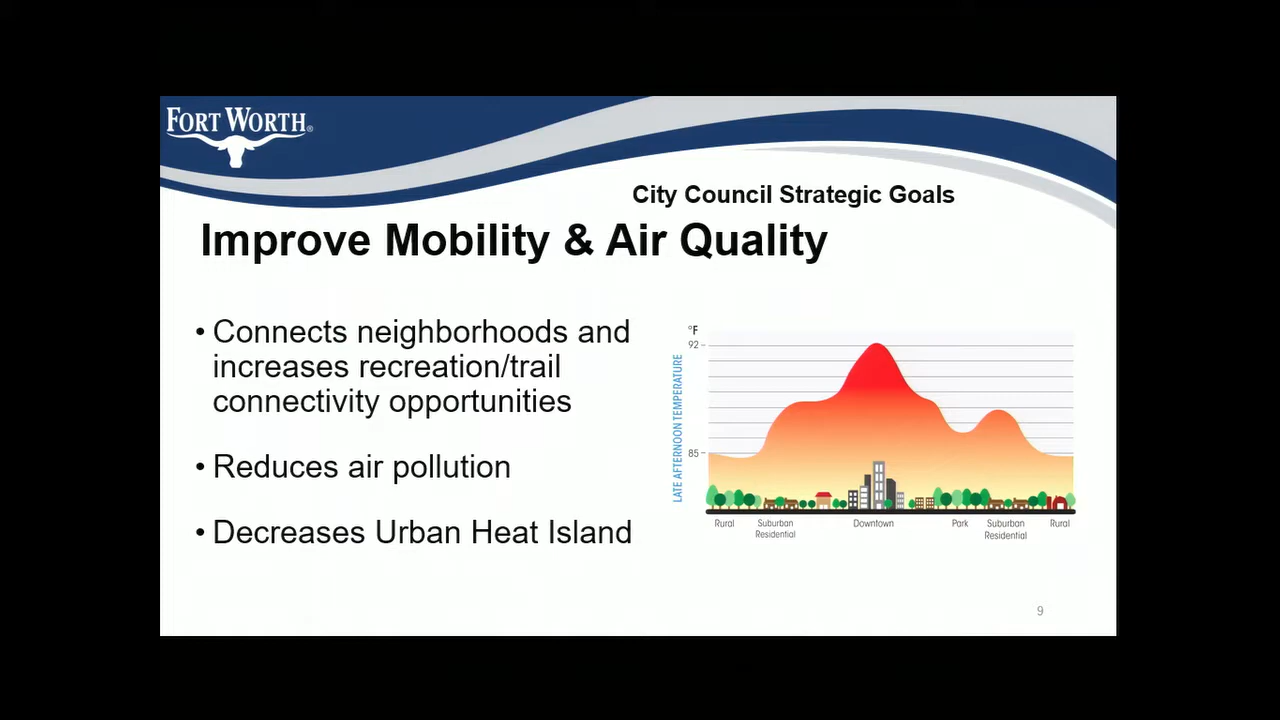 FORT WORTH®
City Council Strategic Goals
Improve Mobility & Air Quality
• Connects neighborhoods and
increases recreation/trail
connectivity opportunities
• Reduces air pollution
• Decreases Urban Heat Island
°F
92
85
LATE AFTERNOON TEMPERATURE
Rural
Suburban
Residential
Downtown
Park
Suburban
Residential
Rural
9